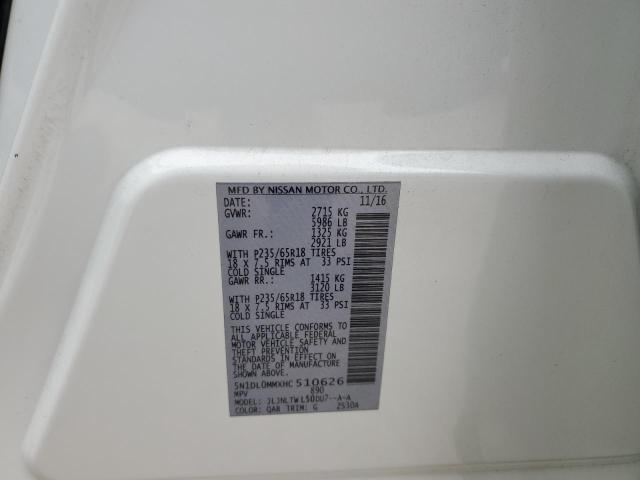 MFD BY NISSAN MOTOR CO., LTD.
DATE: 11/16
GVWR: 2715 KG
5986 LB
GAWR FR.: 1325 KG
2921 LB
WITH P235/65R18 TIRES
18 X 7.5 RIMS AT 33 PSI
COLD SINGLE
GAWR RR.: 1415 KG
3120 LB
WITH P235/65R18 TIRES
18 X 7.5 RIMS AT 33 PSI
COLD SINGLE
THIS VEHICLE CONFORMS TO
ALL APPLICABLE FEDERAL
MOTOR VEHICLE SAFETY AND
THEFT PREVENTION
STANDARDS IN EFFECT ON
THE DATE OF MANUFACTURE
SHOWN ABOVE.
5N1DL0MMXHC510626
MPV 890
MODEL: JLJNLTWL50DU7--A-A
COLOR: QAB TRIM: G 2530A